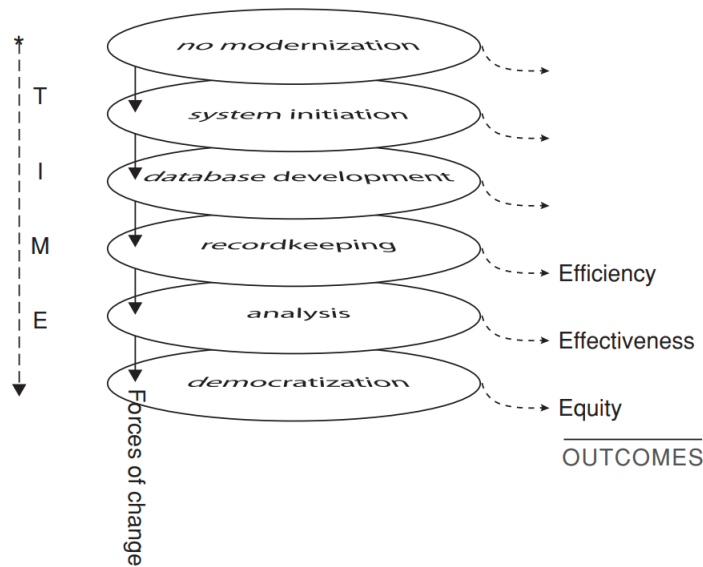 *
no modernization
T
system initiation
I
database development
M
recordkeeping
Efficiency
E
analysis
Effectiveness
democratization
Equity
Forces of change
OUTCOMES